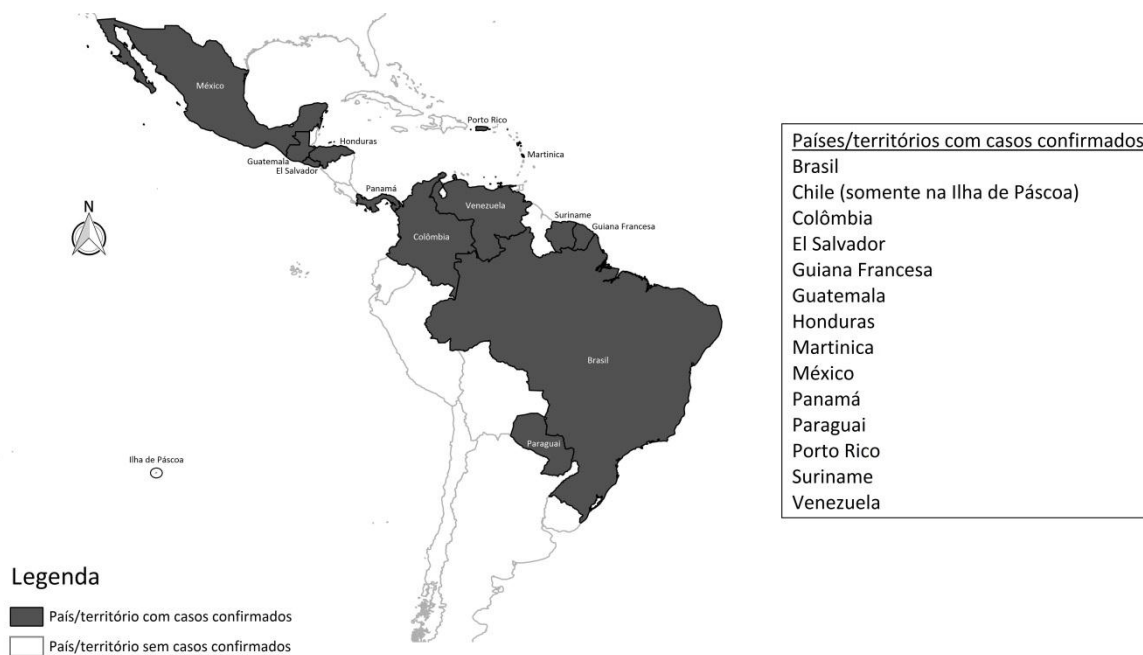 México
Porto Rico
Honduras
Martinica
Guatemala
El Salvador
Panamá
Venezuela
Suriname
Guiana Francesa
Colômbia
N
Brasil
Paraguai
Ilha de Páscoa
Legenda
País/território com casos confirmados
País/território sem casos confirmados
Países/territórios com casos confirmados
Brasil
Chile (somente na Ilha de Páscoa)
Colômbia
El Salvador
Guiana Francesa
Guatemala
Honduras
Martinica
México
Panamá
Paraguai
Porto Rico
Suriname
Venezuela